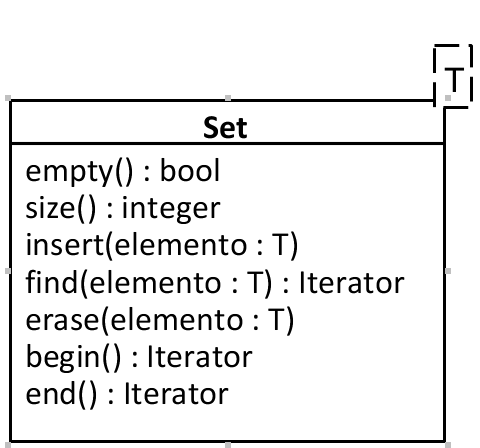 T
Set
empty() : bool
size() : integer
insert(elemento : T)
find(elemento : T) : Iterator
erase(elemento : T)
begin() : Iterator
end() : Iterator